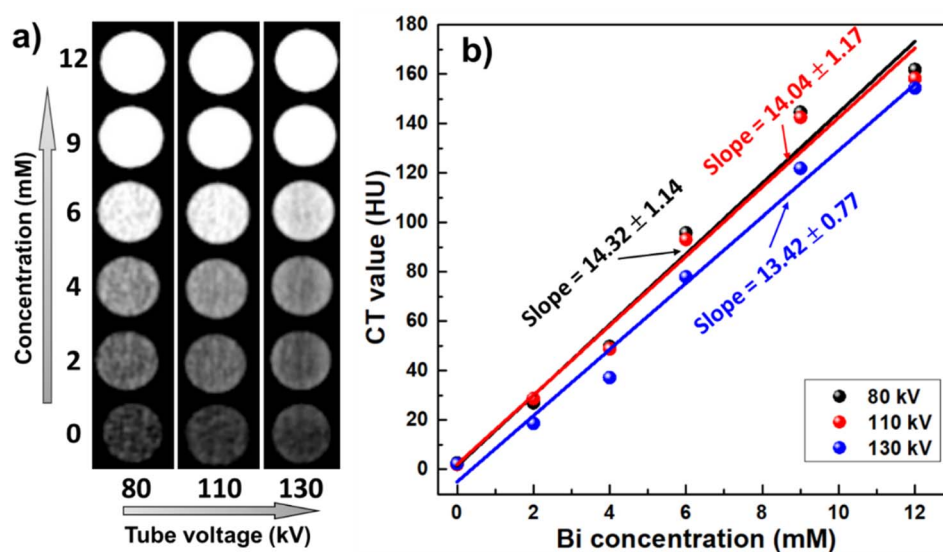 a)
12
9
6
4
2
0
Concentration (mM)
80 110 130
Tube voltage (kV)
b)
CT value (HU)
180
160
140
120
100
80
60
40
20
0
Slope = 14.32 ± 1.14
Slope = 14.04 ± 1.17
Slope = 13.42 ± 0.77
80 kV
110 kV
130 kV
0 2 4 6 8 10 12
Bi concentration (mM)